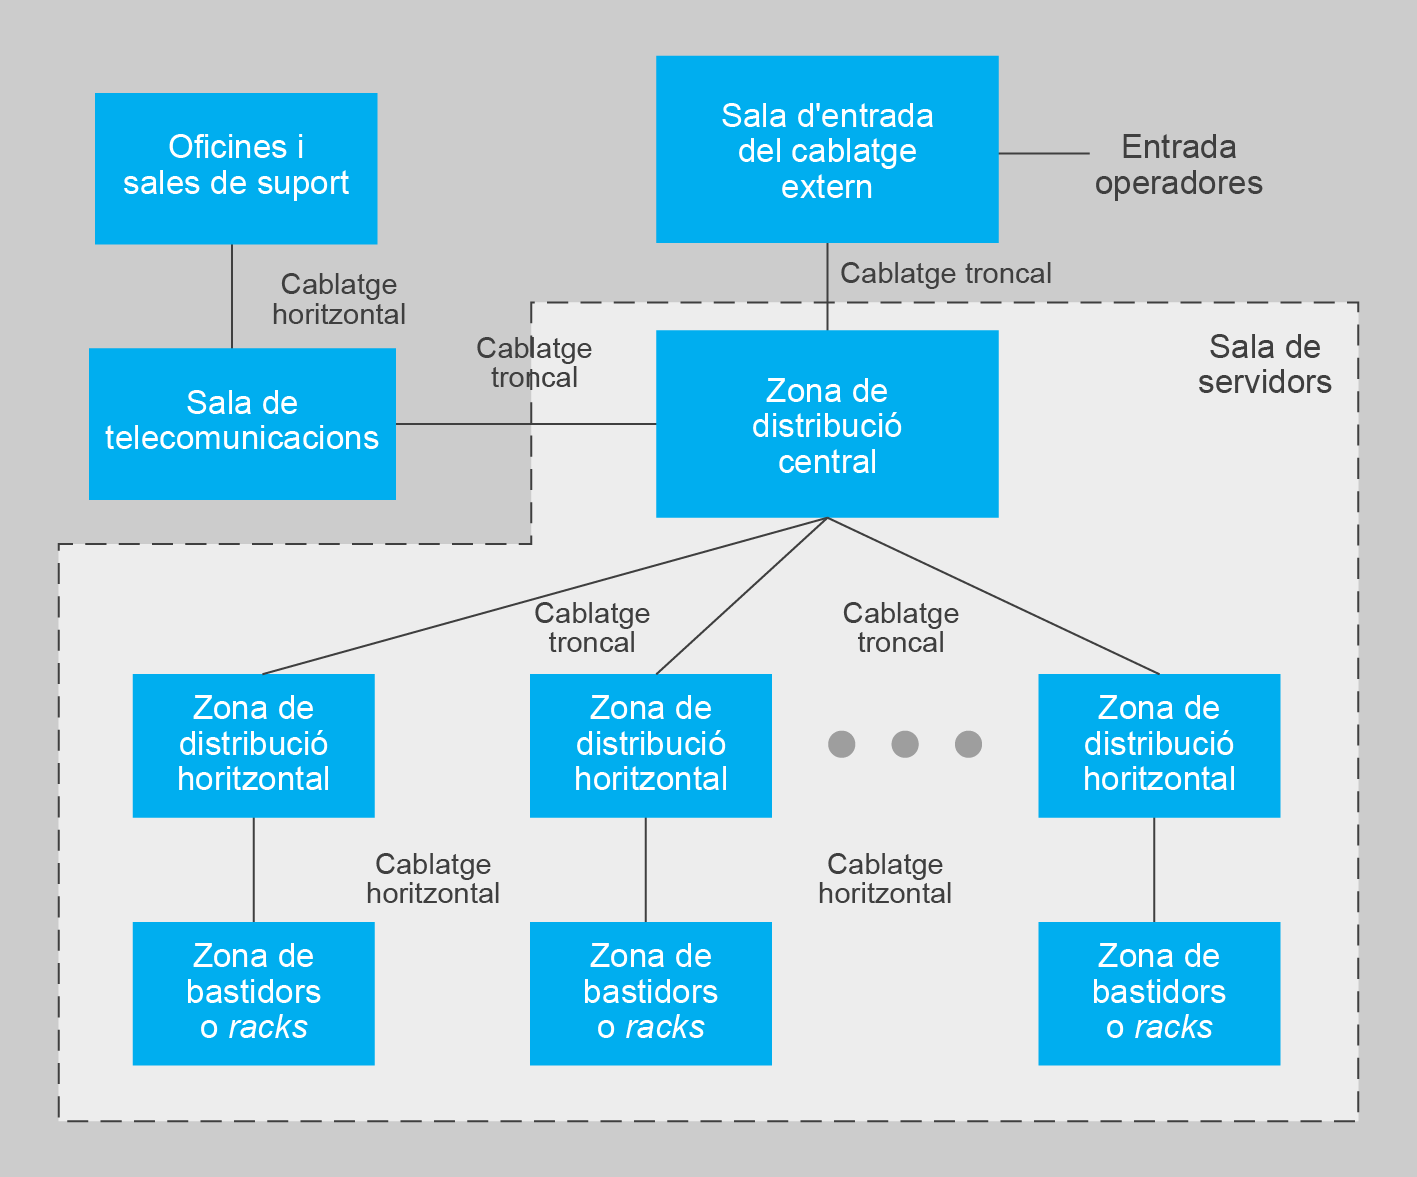 Oficines i
sales de suport
Sala d'entrada
del cablatge
extern
Entrada
operadores
Cablatge
horitzontal
Cablatge troncal
Cablatge
troncal
Sala de
servidors
Sala de
telecomunicacions
Zona de
distribució
central
Cablatge
troncal
Cablatge
troncal
Zona de
distribució
horitzontal
Zona de
distribució
horitzontal
Zona de
distribució
horitzontal
Cablatge
horitzontal
Cablatge
horitzontal
Zona de
bastidors
o racks
Zona de
bastidors
o racks
Zona de
bastidors
o racks